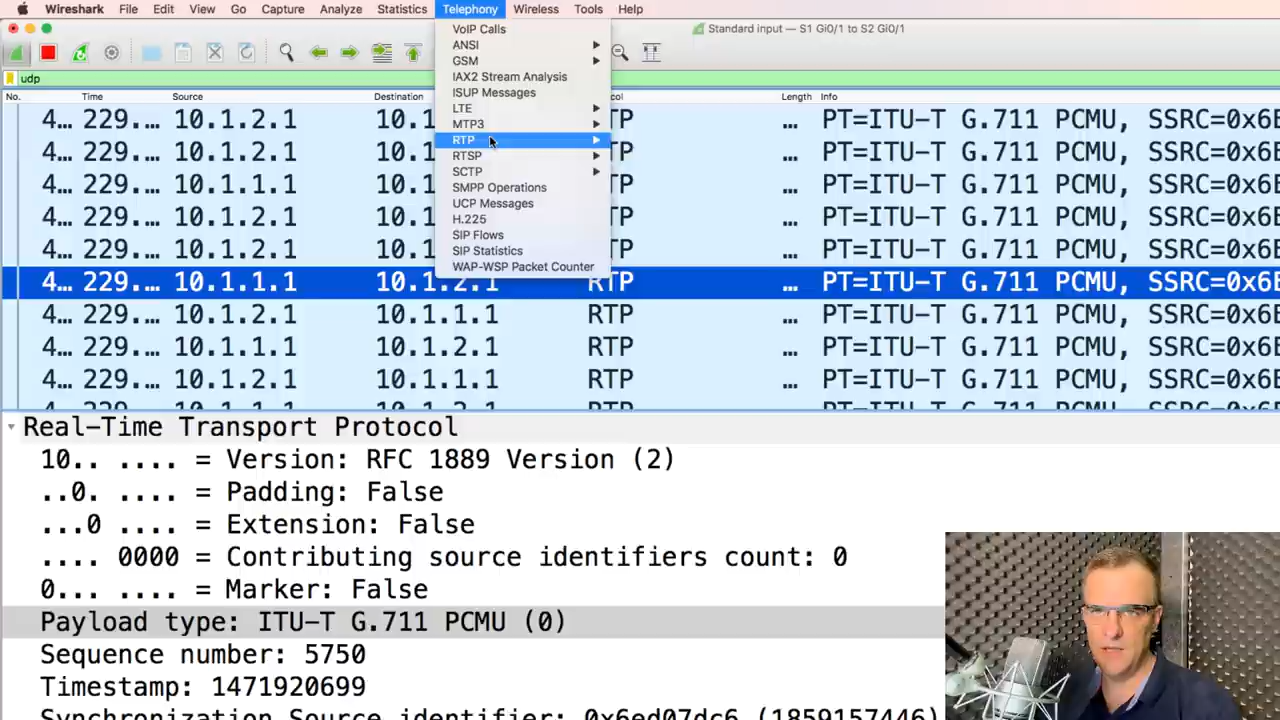 Wireshark File Edit View Go Capture Analyze Statistics Telephony Wireless Tools Help
Standard input — S1 Gi0/1 to S2 Gi0/1
VoIP Calls
ANSI
GSM
IAX2 Stream Analysis
ISUP Messages
LTE
MTP3
RTP
RTSP
SCTP
SMPP Operations
UCP Messages
H.225
SIP Flows
SIP Statistics
WAP-WSP Packet Counter
udp
No. Time Source Destination col Length Info
4… 229.… 10.1.2.1 10.1 TP … PT=ITU-T G.711 PCMU, SSRC=0x6E
4… 229.… 10.1.1.1 10.1 TP … PT=ITU-T G.711 PCMU, SSRC=0x6E
4… 229.… 10.1.2.1 10.1 TP … PT=ITU-T G.711 PCMU, SSRC=0x6E
4… 229.… 10.1.1.1 10.1 TP … PT=ITU-T G.711 PCMU, SSRC=0x6E
4… 229.… 10.1.2.1 10.1 TP … PT=ITU-T G.711 PCMU, SSRC=0x6E
4… 229.… 10.1.1.1 10.1.2.1 RTP … PT=ITU-T G.711 PCMU, SSRC=0x6E
4… 229.… 10.1.2.1 10.1.1.1 RTP … PT=ITU-T G.711 PCMU, SSRC=0x6E
4… 229.… 10.1.1.1 10.1.2.1 RTP … PT=ITU-T G.711 PCMU, SSRC=0x6E
4… 229.… 10.1.2.1 10.1.1.1 RTP … PT=ITU-T G.711 PCMU, SSRC=0x6E
Real-Time Transport Protocol
10.. .... = Version: RFC 1889 Version (2)
..0. .... = Padding: False
...0 .... = Extension: False
.... 0000 = Contributing source identifiers count: 0
0... .... = Marker: False
Payload type: ITU-T G.711 PCMU (0)
Sequence number: 5750
Timestamp: 1471920699
Synchronization Source identifier: 0x6ed07dc6 (1859157446)